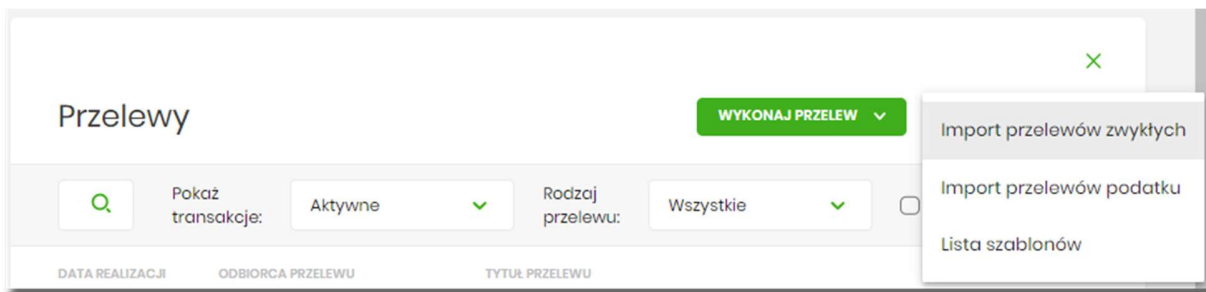 Przelewy
WYKONAJ PRZELEW
Import przelewów zwykłych
Import przelewów podatku
Lista szablonów
Pokaż
transakcje:
Aktywne
Rodzaj
przelewu:
Wszystkie
DATA REALIZACJI
ODBIORCA PRZELEWU
TYTUŁ PRZELEWU